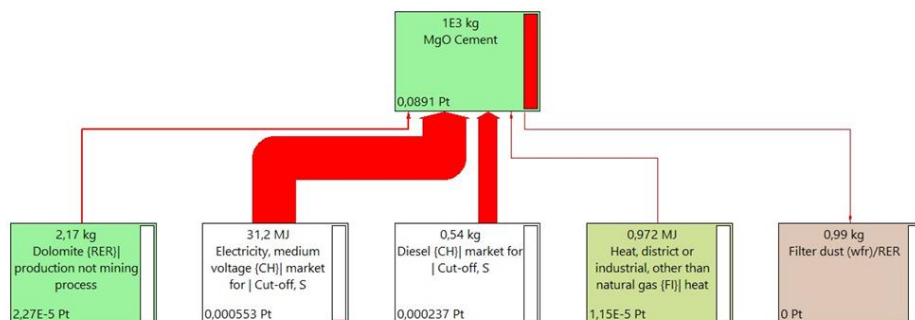 1E3 kg
MgO Cement
0,0891 Pt
2,17 kg
Dolomite {RER}|
production not mining
process
2,27E-5 Pt
31,2 MJ
Electricity, medium
voltage {CH}| market
for | Cut-off, S
0,000553 Pt
0,54 kg
Diesel {CH}| market for
| Cut-off, S
0,000237 Pt
0,972 MJ
Heat, district or
industrial, other than
natural gas {FI}| heat
1,15E-5 Pt
0,99 kg
Filter dust (wfr)/RER
0 Pt